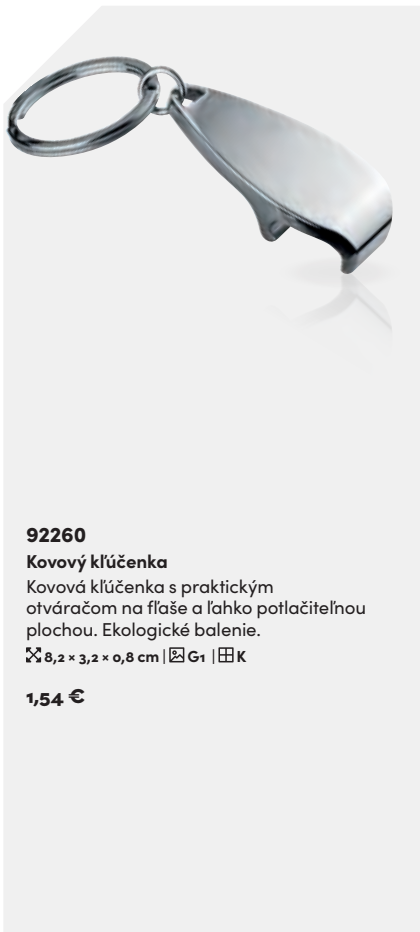 92260
Kovový kľúčenka
Kovová kľúčenka s praktickým
otváračom na fľaše a ľahko potlačiteľnou
plochou. Ekologické balenie.
8,2 × 3,2 × 0,8 cm | G1 | K
1,54 €